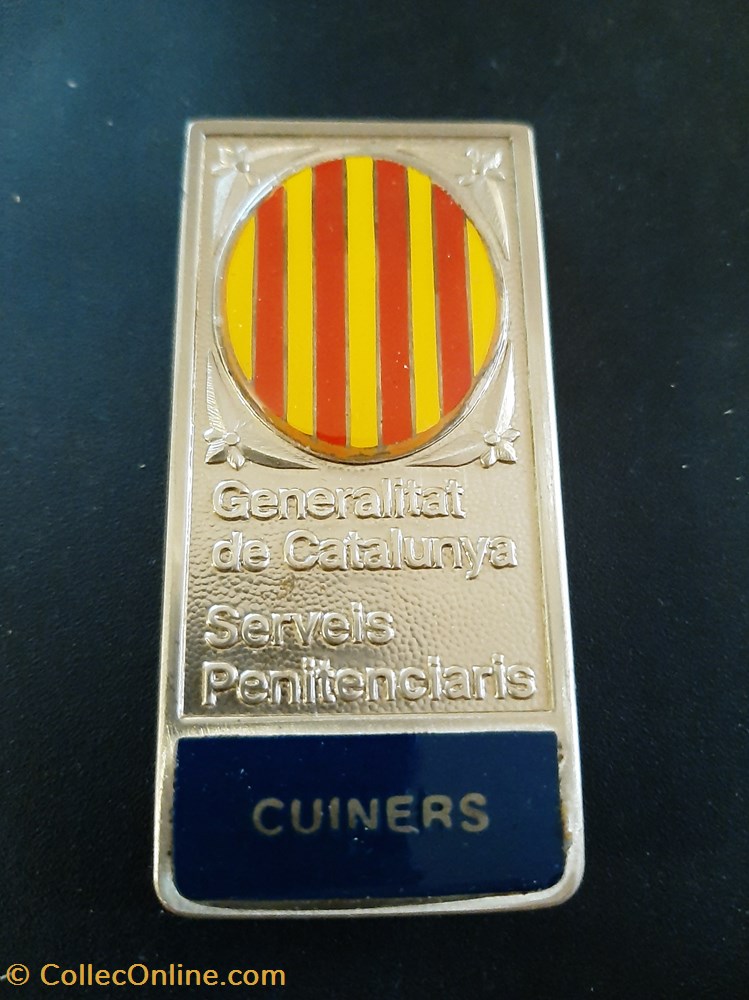 Generalitat
de Catalunya
Serveis
Penitenciaris
CUINERS
© CollecOnline.com